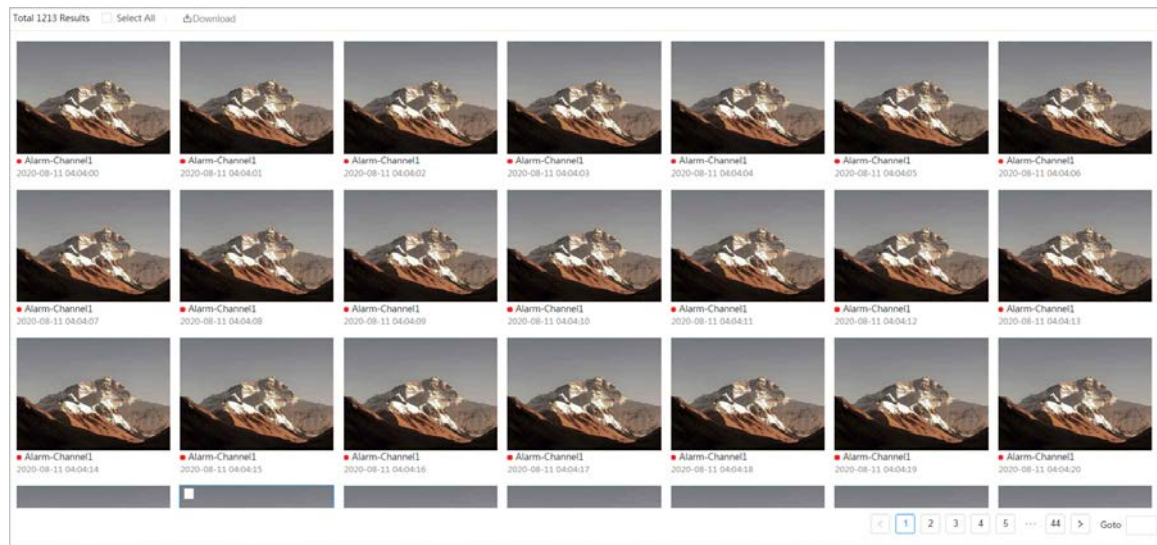 Total 1213 Results Select All Download
Alarm-Channel1 Alarm-Channel1 Alarm-Channel1 Alarm-Channel1 Alarm-Channel1 Alarm-Channel1 Alarm-Channel1
2020-08-11 04:04:00 2020-08-11 04:04:01 2020-08-11 04:04:02 2020-08-11 04:04:03 2020-08-11 04:04:04 2020-08-11 04:04:05 2020-08-11 04:04:06
Alarm-Channel1 Alarm-Channel1 Alarm-Channel1 Alarm-Channel1 Alarm-Channel1 Alarm-Channel1 Alarm-Channel1
2020-08-11 04:04:07 2020-08-11 04:04:08 2020-08-11 04:04:09 2020-08-11 04:04:10 2020-08-11 04:04:11 2020-08-11 04:04:12 2020-08-11 04:04:13
Alarm-Channel1 Alarm-Channel1 Alarm-Channel1 Alarm-Channel1 Alarm-Channel1 Alarm-Channel1 Alarm-Channel1
2020-08-11 04:04:14 2020-08-11 04:04:15 2020-08-11 04:04:16 2020-08-11 04:04:17 2020-08-11 04:04:18 2020-08-11 04:04:19 2020-08-11 04:04:20
< 1 2 3 4 5 ··· 44 > Goto